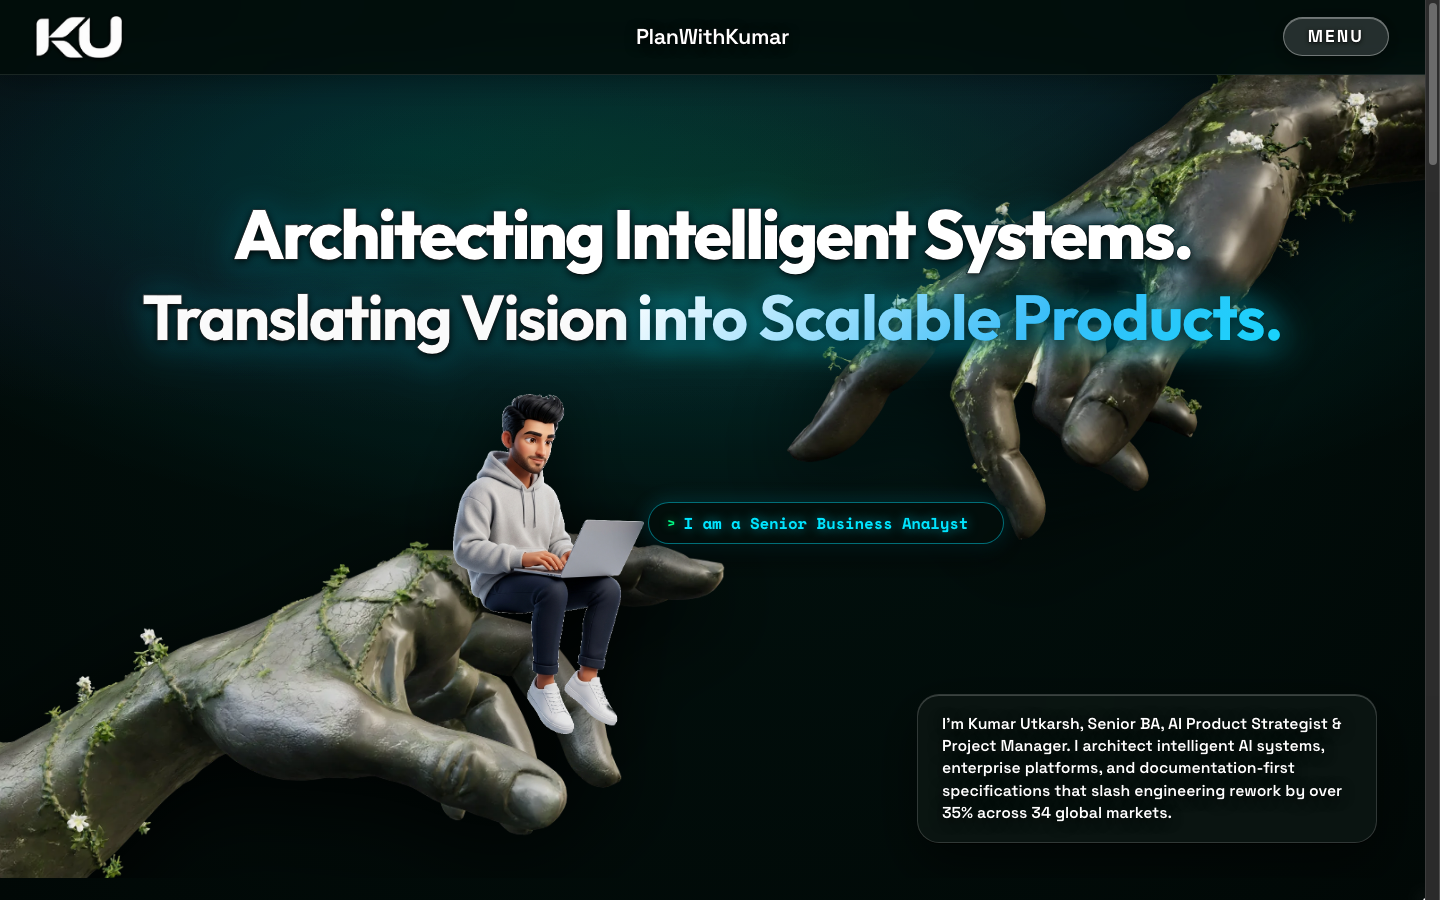 KU
PlanWithKumar
MENU
Architecting Intelligent Systems.
Translating Vision into Scalable Products.
> I am a Senior Business Analyst
I'm Kumar Utkarsh, Senior BA, AI Product Strategist &
Project Manager. I architect intelligent AI systems,
enterprise platforms, and documentation-first
specifications that slash engineering rework by over
35% across 34 global markets.